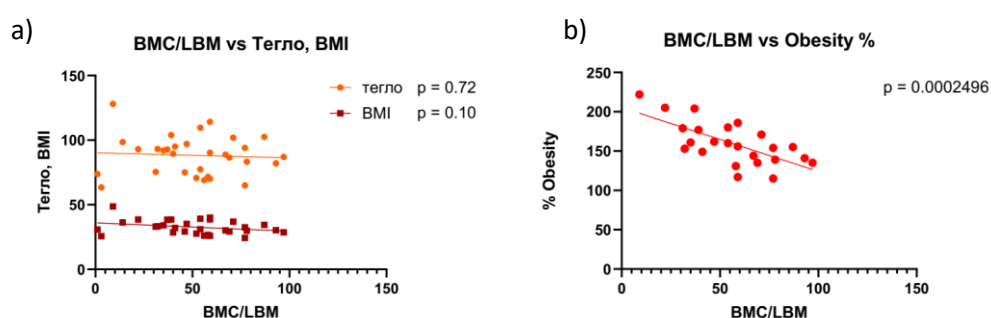 a)
BMC/LBM vs Тегло, BMI
тегло p = 0.72
BMI p = 0.10
Тегло, BMI
150
100
50
0
0 50 100 150
BMC/LBM
b)
BMC/LBM vs Obesity %
p = 0.0002496
% Obesity
250
200
150
100
50
0
0 50 100 150
BMC/LBM